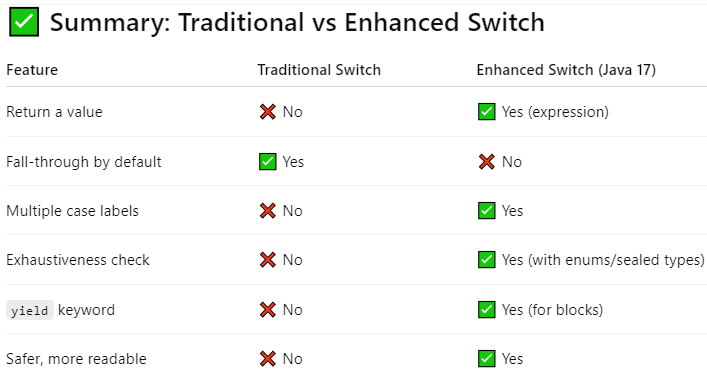 ✅ Summary: Traditional vs Enhanced Switch
Feature Traditional Switch Enhanced Switch (Java 17)
Return a value ❌ No ✅ Yes (expression)
Fall-through by default ✅ Yes ❌ No
Multiple case labels ❌ No ✅ Yes
Exhaustiveness check ❌ No ✅ Yes (with enums/sealed types)
yield keyword ❌ No ✅ Yes (for blocks)
Safer, more readable ❌ No ✅ Yes